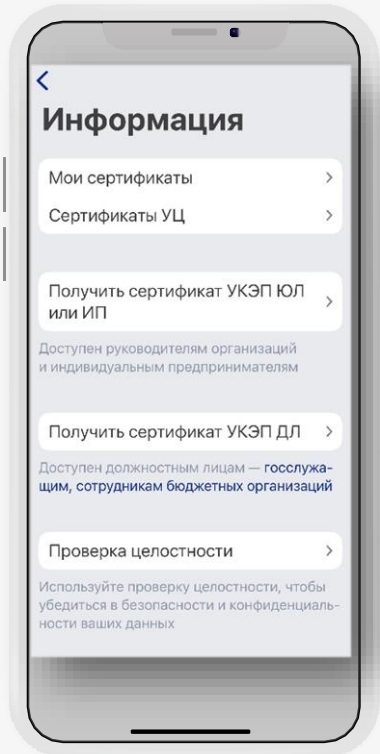 Информация
Мои сертификаты
Сертификаты УЦ
Получить сертификат УКЭП ЮЛ
или ИП
Доступен руководителям организаций
и индивидуальным предпринимателям
Получить сертификат УКЭП ДЛ
Доступен должностным лицам — госслужа-
щим, сотрудникам бюджетных организаций
Проверка целостности
Используйте проверку целостности, чтобы
убедиться в безопасности и конфиденциаль-
ности ваших данных